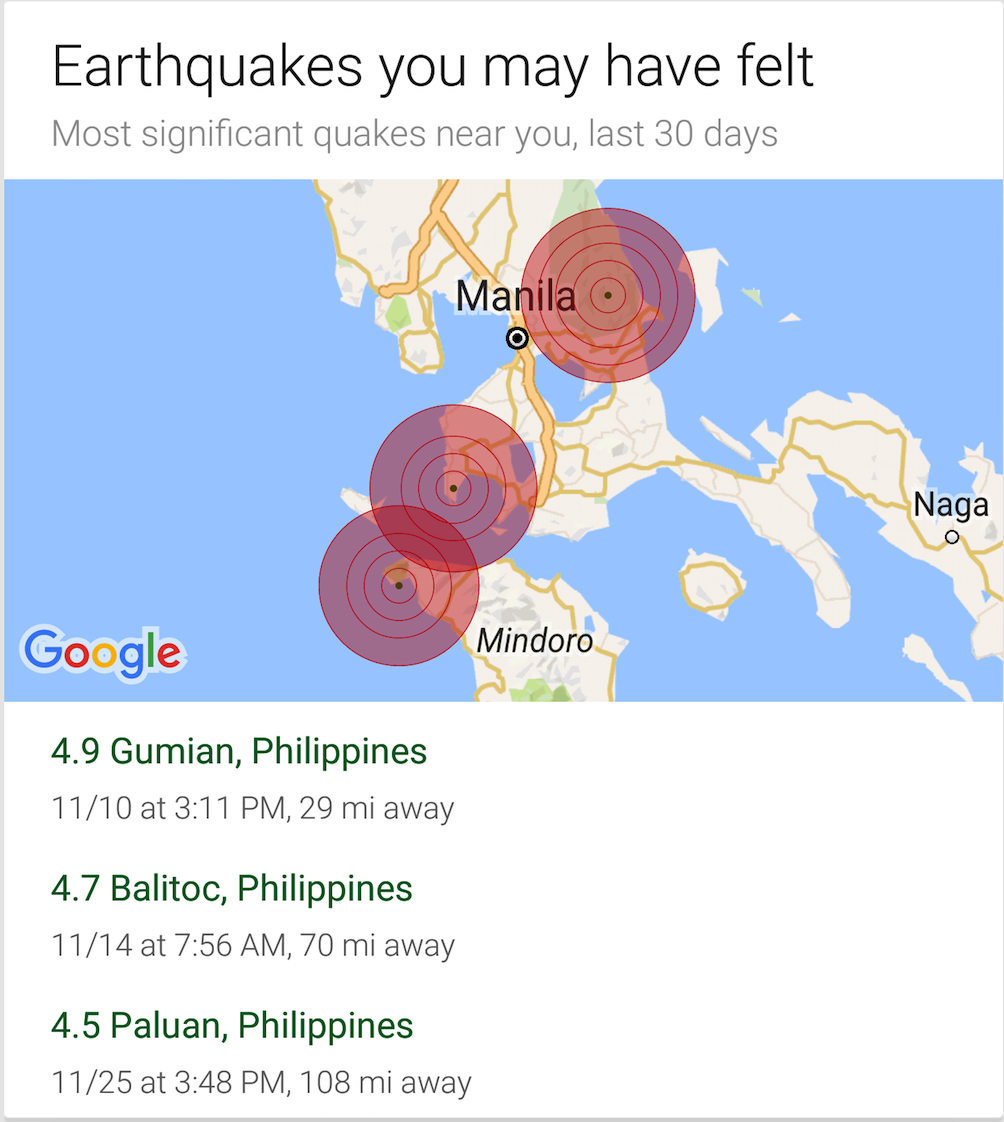 Earthquakes you may have felt
Most significant quakes near you, last 30 days
Manila
Naga
Mindoro
Google
4.9 Gumian, Philippines
11/10 at 3:11 PM, 29 mi away
4.7 Balitoc, Philippines
11/14 at 7:56 AM, 70 mi away
4.5 Paluan, Philippines
11/25 at 3:48 PM, 108 mi away